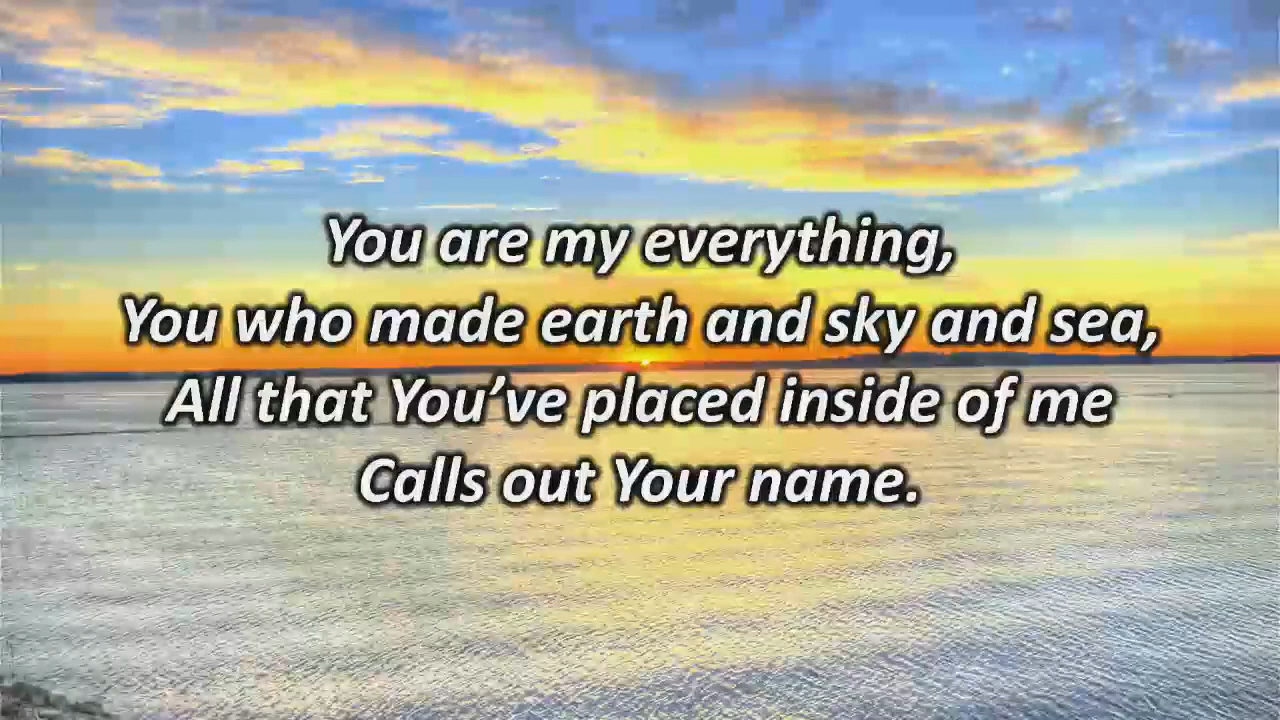 You are my everything,
You who made earth and sky and sea,
All that You’ve placed inside of me
Calls out Your name.